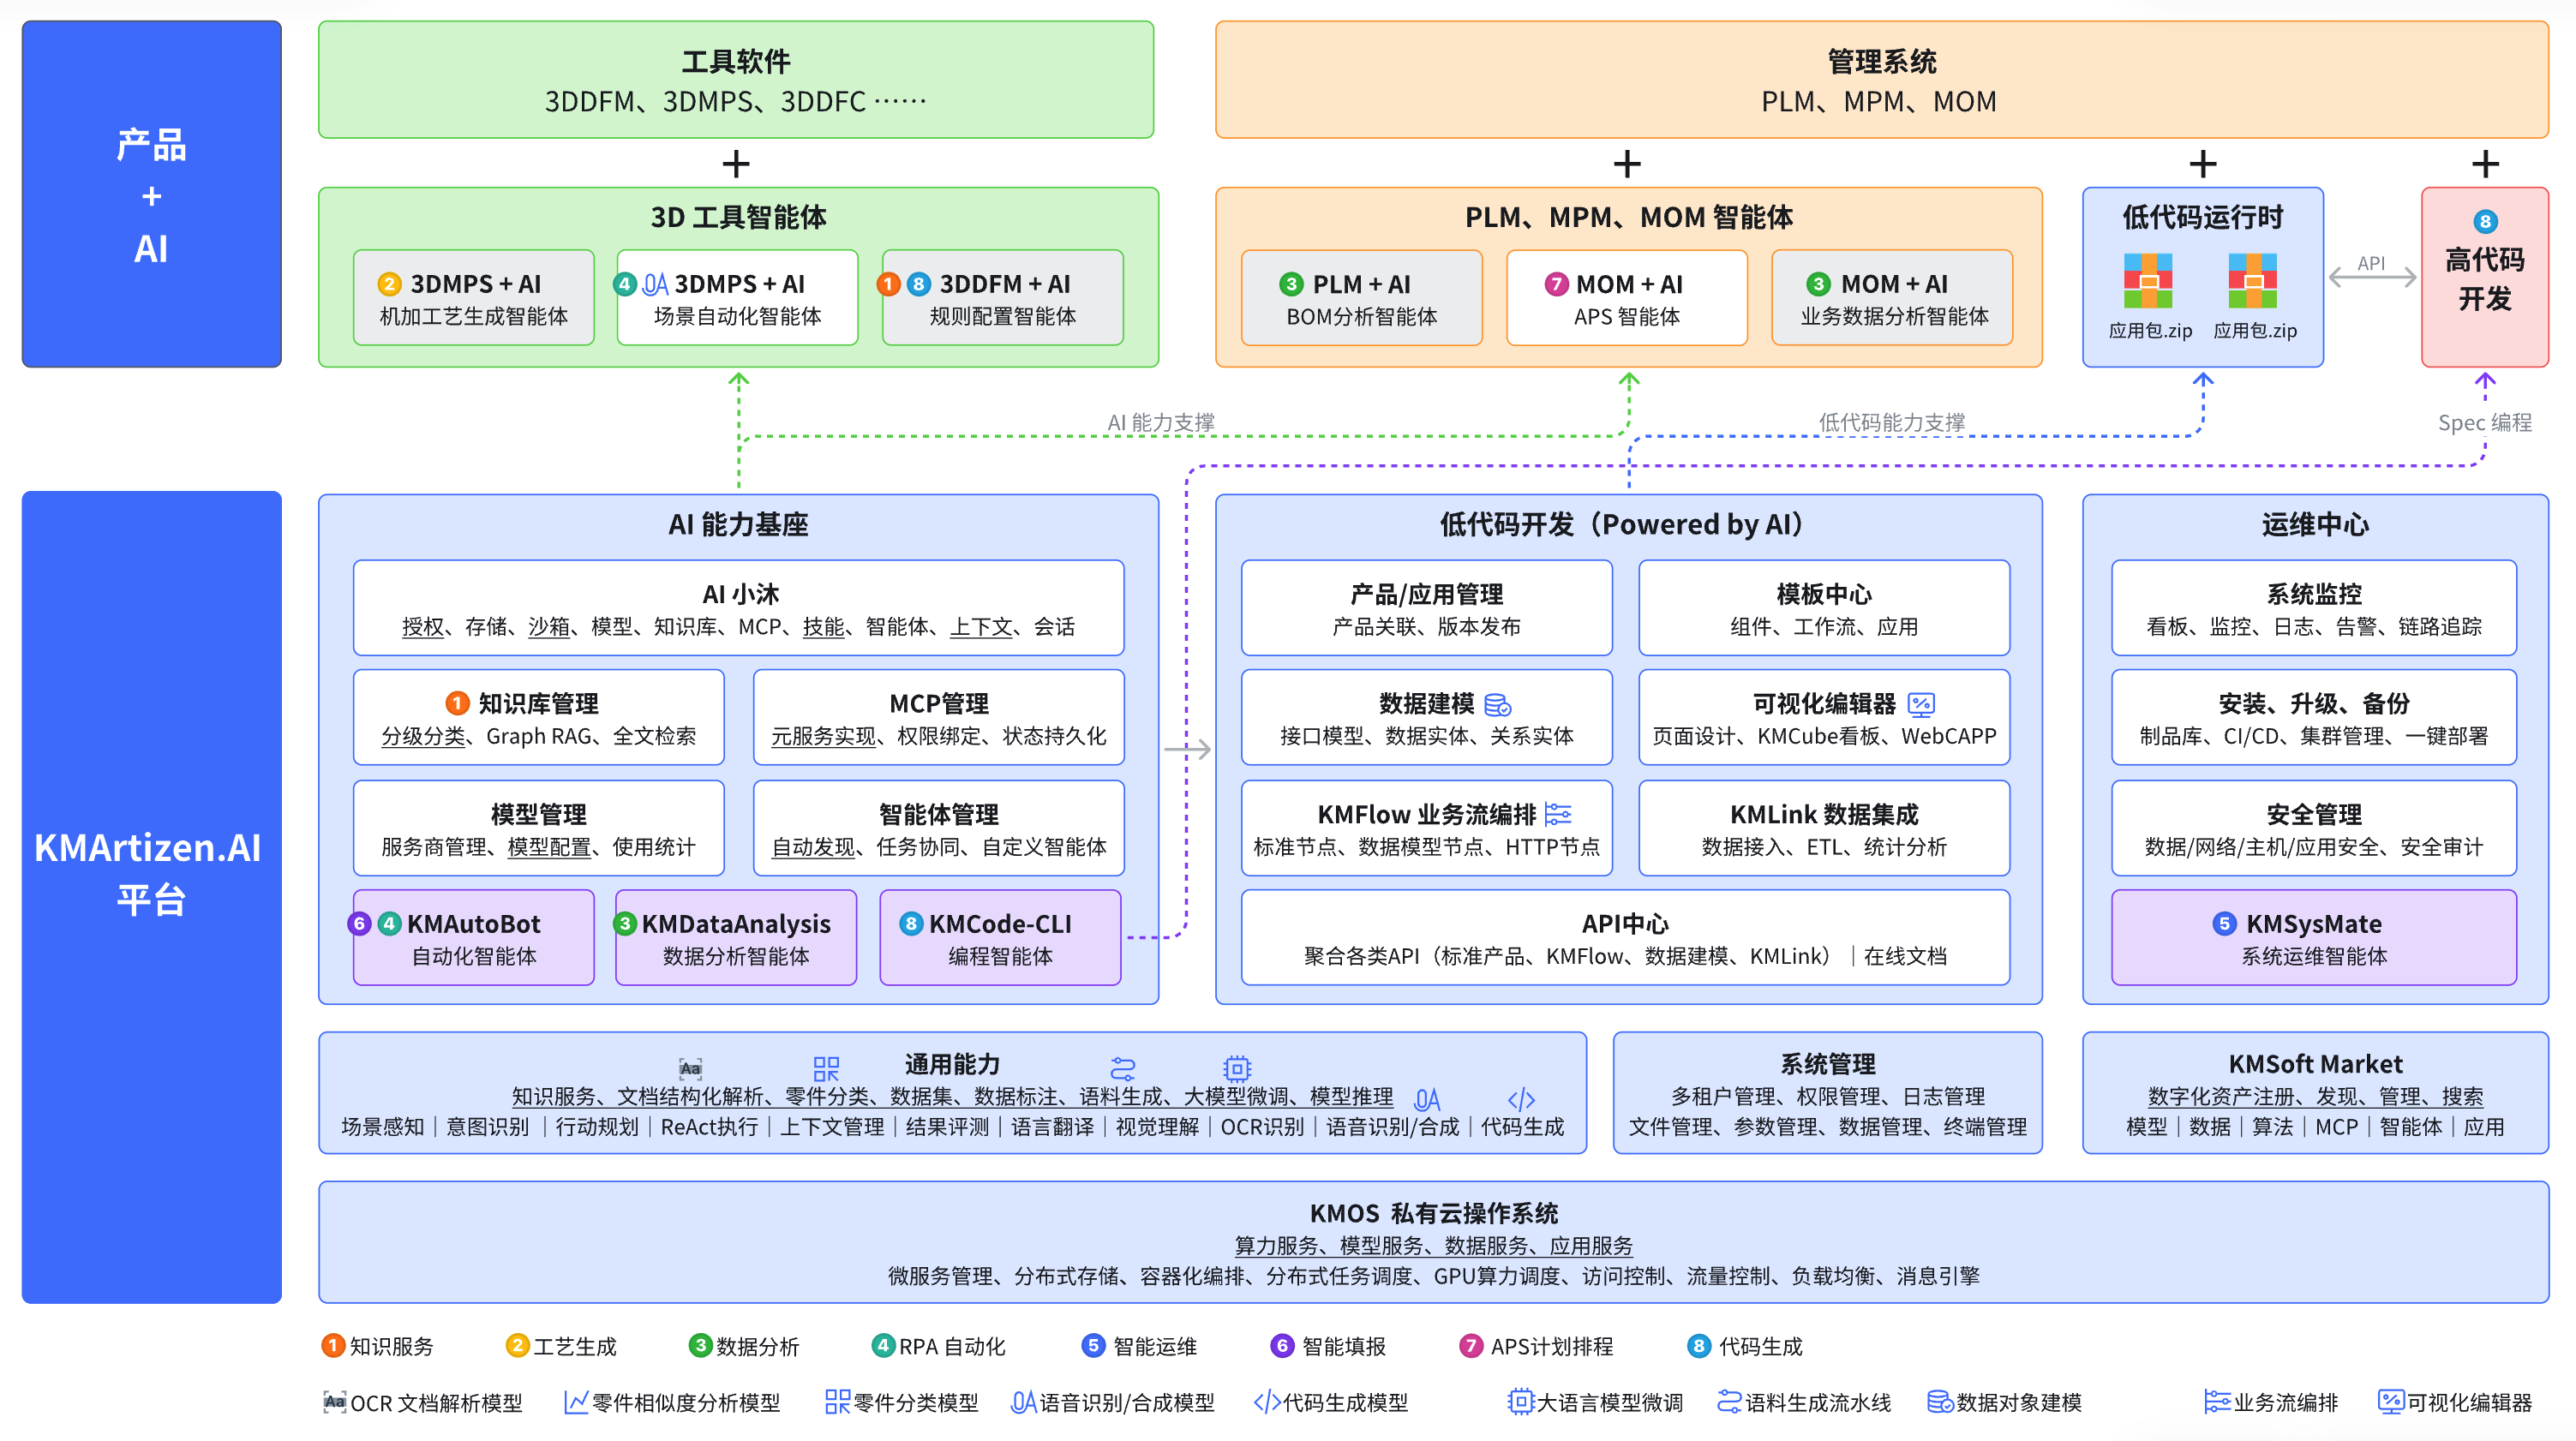 产品
+
AI
工具软件
3DDFM、3DMPS、3DDFC ……
管理系统
PLM、MPM、MOM
+
+
+
+
3D 工具智能体
2 3DMPS + AI
机加工艺生成智能体
4 3DMPS + AI
场景自动化智能体
1 8 3DDFM + AI
规则配置智能体
PLM、MPM、MOM 智能体
3 PLM + AI
BOM分析智能体
7 MOM + AI
APS 智能体
3 MOM + AI
业务数据分析智能体
低代码运行时
应用包.zip
应用包.zip
API
8
高代码
开发
AI 能力支撑
低代码能力支撑
Spec 编程
KMArtizen.AI
平台
AI 能力基座
AI 小沐
授权、存储、沙箱、模型、知识库、MCP、技能、智能体、上下文、会话
1 知识库管理
分级分类、Graph RAG、全文检索
MCP管理
元服务实现、权限绑定、状态持久化
模型管理
服务商管理、模型配置、使用统计
智能体管理
自动发现、任务协同、自定义智能体
6 4 KMAutoBot
自动化智能体
3 KMDataAnalysis
数据分析智能体
8 KMCode-CLI
编程智能体
低代码开发（Powered by AI）
产品/应用管理
产品关联、版本发布
模板中心
组件、工作流、应用
数据建模
接口模型、数据实体、关系实体
可视化编辑器
页面设计、KMCube看板、WebCAPP
KMFlow 业务流编排
标准节点、数据模型节点、HTTP节点
KMLink 数据集成
数据接入、ETL、统计分析
API中心
聚合各类API（标准产品、KMFlow、数据建模、KMLink）｜在线文档
运维中心
系统监控
看板、监控、日志、告警、链路追踪
安装、升级、备份
制品库、CI/CD、集群管理、一键部署
安全管理
数据/网络/主机/应用安全、安全审计
5 KMSysMate
系统运维智能体
Aa 通用能力
知识服务、文档结构化解析、零件分类、数据集、数据标注、语料生成、大模型微调、模型推理
场景感知｜意图识别 ｜行动规划｜ReAct执行｜上下文管理｜结果评测｜语言翻译｜视觉理解｜OCR识别｜语音识别/合成｜代码生成
系统管理
多租户管理、权限管理、日志管理
文件管理、参数管理、数据管理、终端管理
KMSoft Market
数字化资产注册、发现、管理、搜索
模型｜数据｜算法｜MCP｜智能体｜应用
KMOS 私有云操作系统
算力服务、模型服务、数据服务、应用服务
微服务管理、分布式存储、容器化编排、分布式任务调度、GPU算力调度、访问控制、流量控制、负载均衡、消息引擎
1 知识服务 2 工艺生成 3 数据分析 4 RPA 自动化 5 智能运维 6 智能填报 7 APS计划排程 8 代码生成
Aa OCR 文档解析模型 零件相似度分析模型 零件分类模型 语音识别/合成模型 </> 代码生成模型 大语言模型微调 语料生成流水线 数据对象建模 业务流编排 可视化编辑器